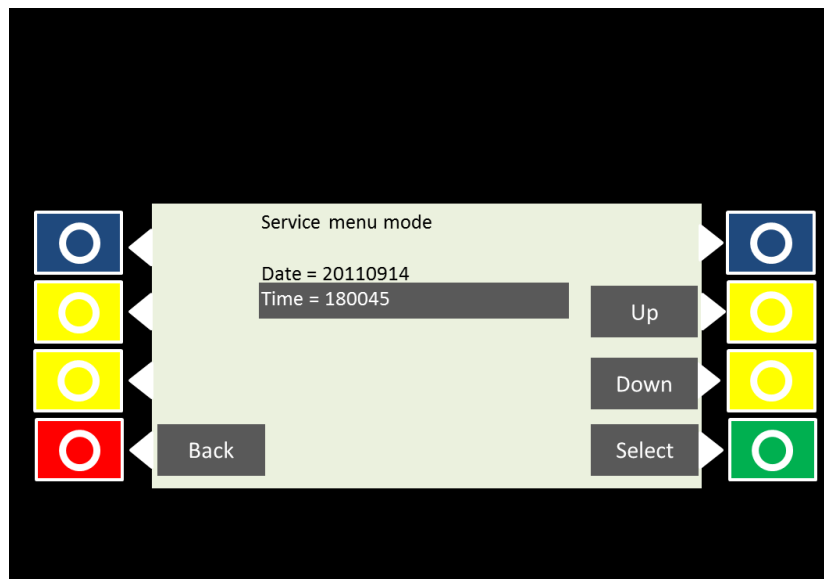 Service menu mode
Date = 20110914
Time = 180045
Up
Down
Back
Select